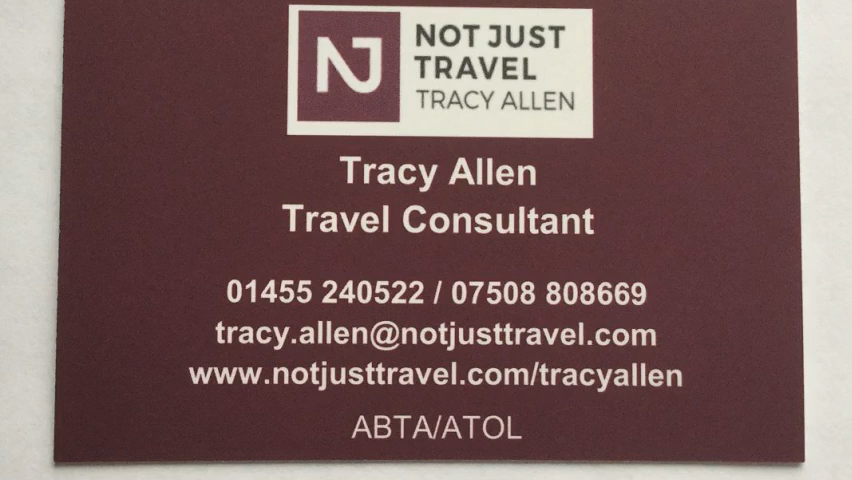 NJ
NOT JUST
TRAVEL
TRACY ALLEN
Tracy Allen
Travel Consultant
01455 240522 / 07508 808669
tracy.allen@notjusttravel.com
www.notjusttravel.com/tracyallen
ABTA/ATOL